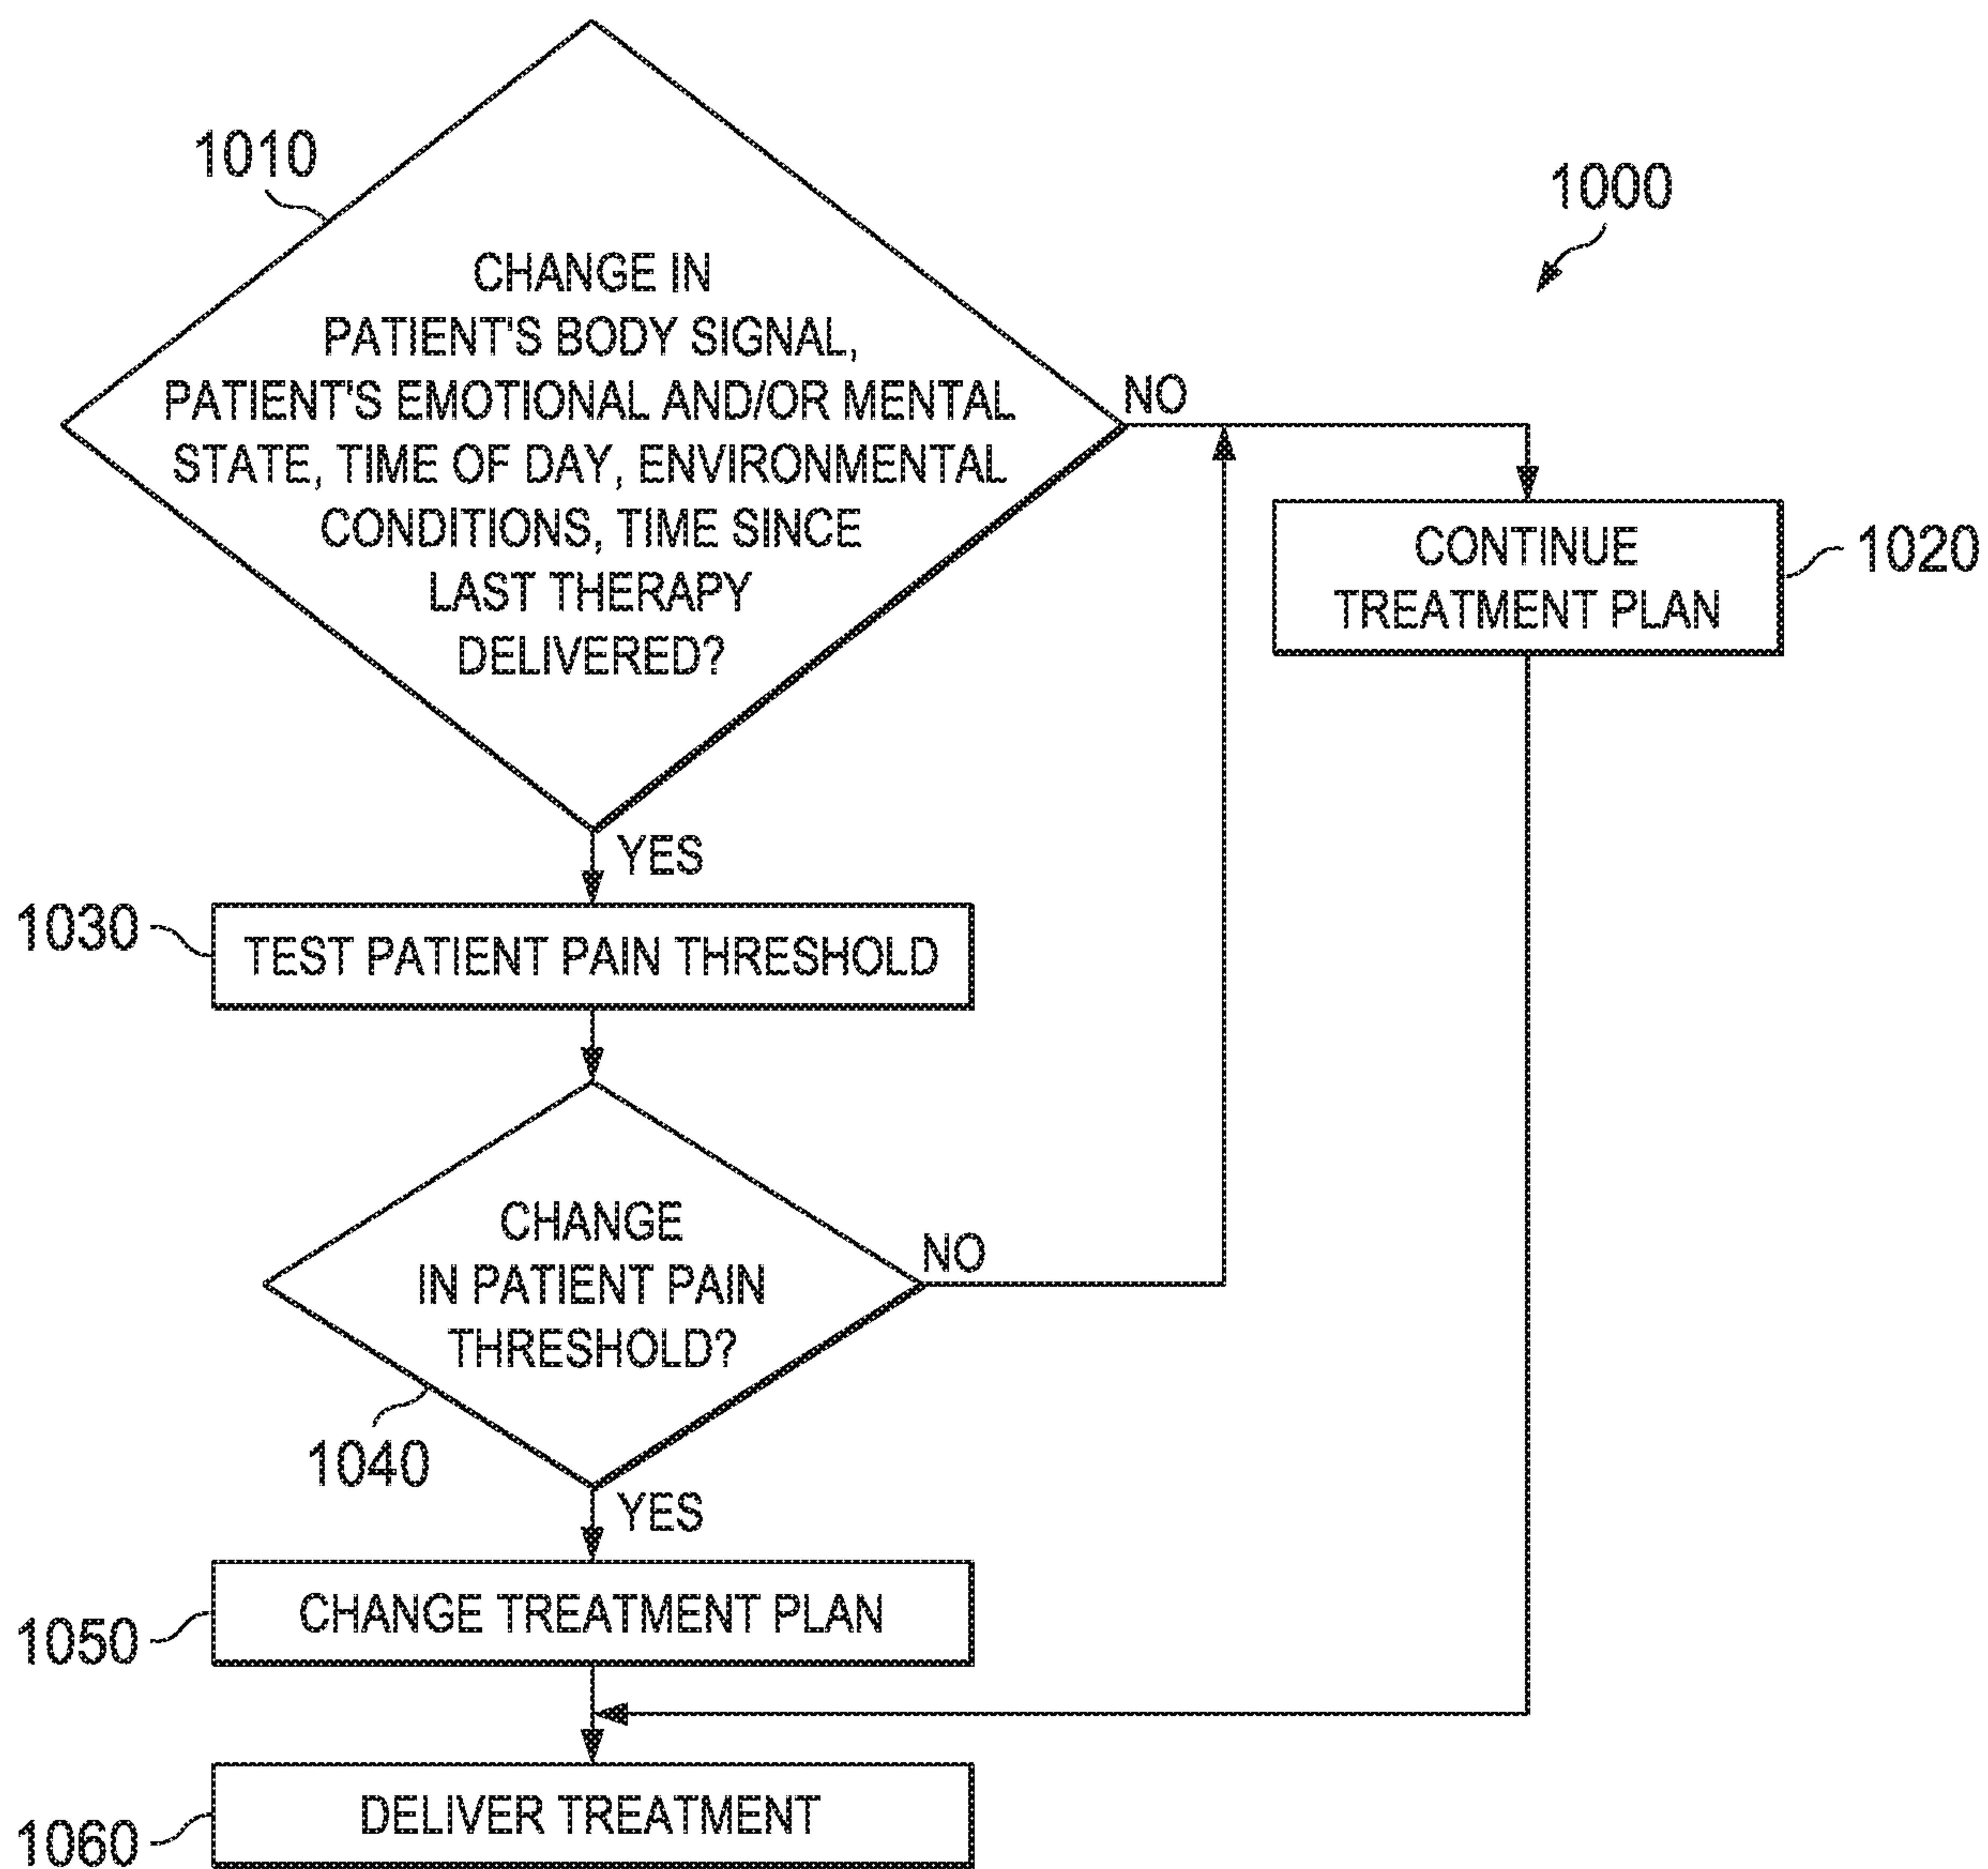 1010
1000
CHANGE IN
PATIENT'S BODY SIGNAL,
PATIENT'S EMOTIONAL AND/OR MENTAL
STATE, TIME OF DAY, ENVIRONMENTAL
CONDITIONS, TIME SINCE
LAST THERAPY
DELIVERED?
NO
CONTINUE
TREATMENT PLAN
1020
YES
1030
TEST PATIENT PAIN THRESHOLD
CHANGE
IN PATIENT PAIN
THRESHOLD?
NO
1040
YES
CHANGE TREATMENT PLAN
1050
DELIVER TREATMENT
1060